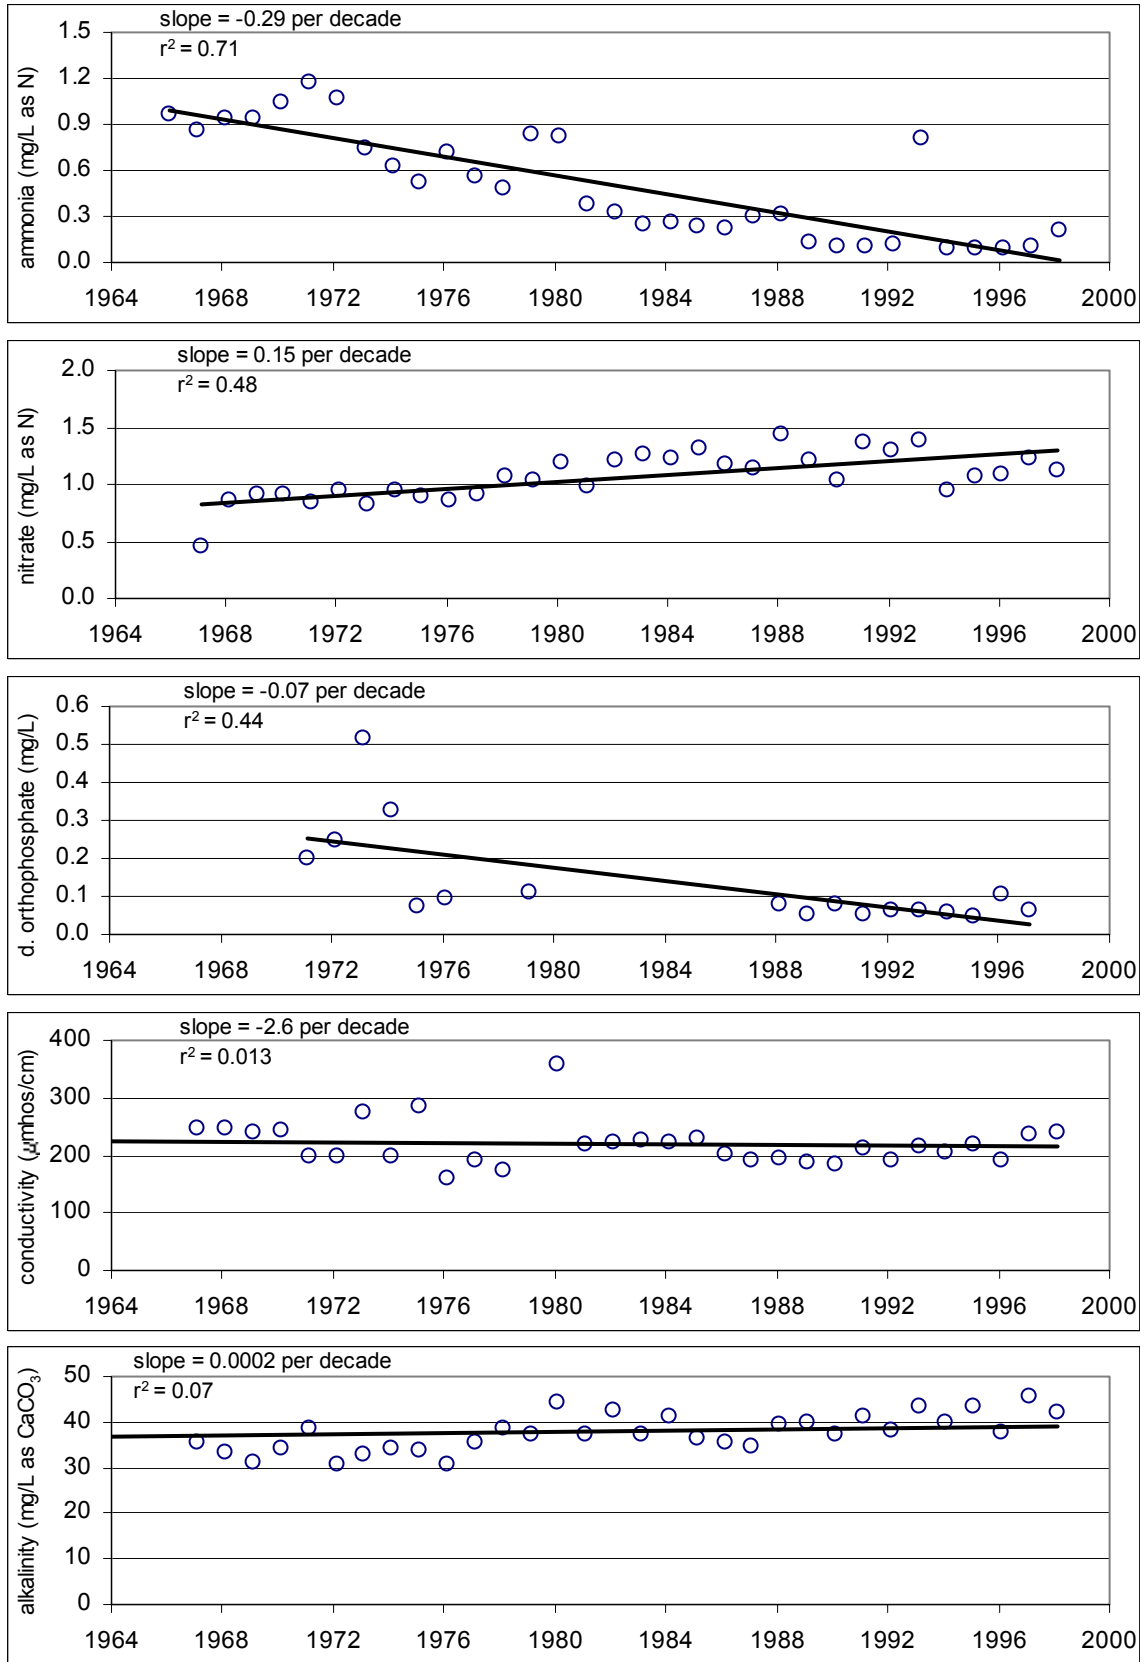 slope = -0.29 per decade
r² = 0.71
ammonia (mg/L as N)
1.5
1.2
0.9
0.6
0.3
0.0
1964 1968 1972 1976 1980 1984 1988 1992 1996 2000
slope = 0.15 per decade
r² = 0.48
nitrate (mg/L as N)
2.0
1.5
1.0
0.5
0.0
1964 1968 1972 1976 1980 1984 1988 1992 1996 2000
slope = -0.07 per decade
r² = 0.44
d. orthophosphate (mg/L)
0.6
0.5
0.4
0.3
0.2
0.1
0.0
1964 1968 1972 1976 1980 1984 1988 1992 1996 2000
slope = -2.6 per decade
r² = 0.013
conductivity (µmhos/cm)
400
300
200
100
0
1964 1968 1972 1976 1980 1984 1988 1992 1996 2000
slope = 0.0002 per decade
r² = 0.07
alkalinity (mg/L as CaCO₃)
50
40
30
20
10
0
1964 1968 1972 1976 1980 1984 1988 1992 1996 2000